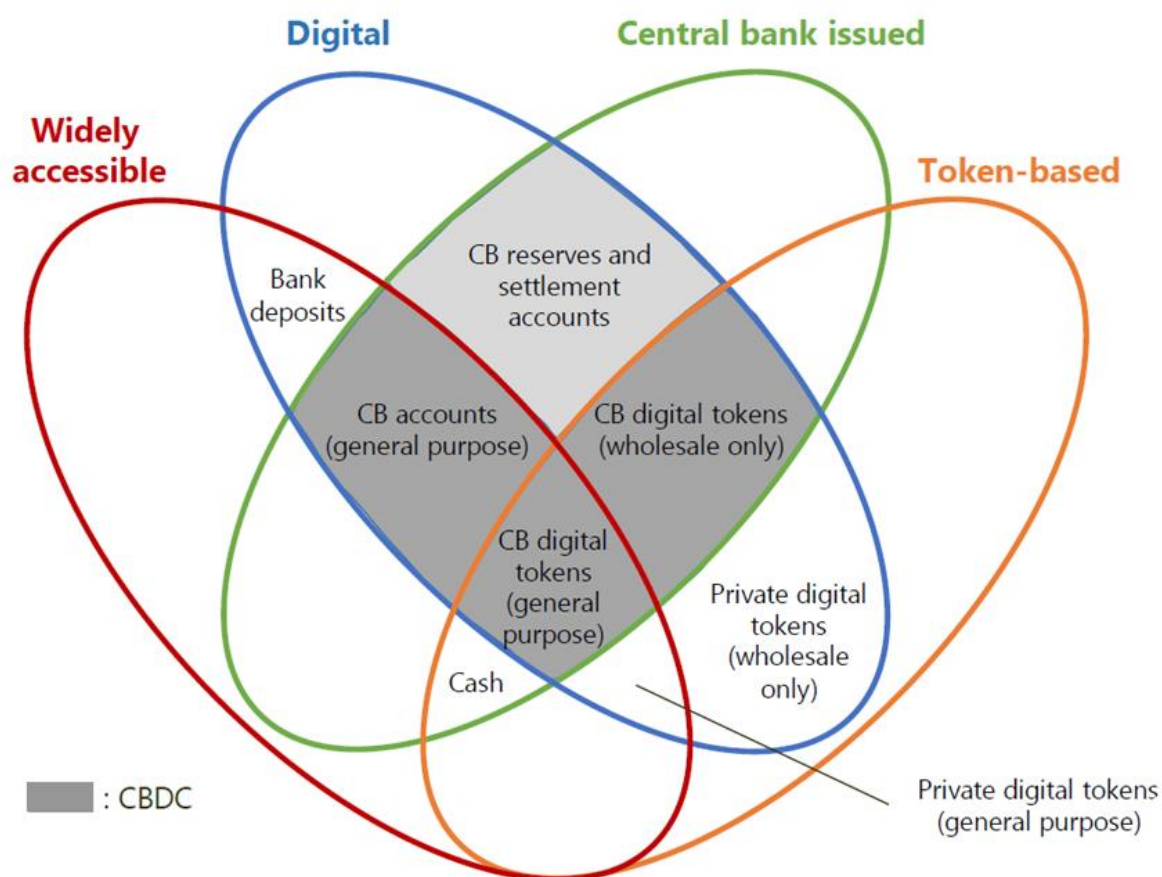 Digital
Central bank issued
Widely
accessible
Token-based
Bank
deposits
CB reserves and
settlement
accounts
CB accounts
(general purpose)
CB digital tokens
(wholesale only)
CB digital
tokens
(general
purpose)
Private digital
tokens
(wholesale
only)
Cash
Private digital tokens
(general purpose)
: CBDC